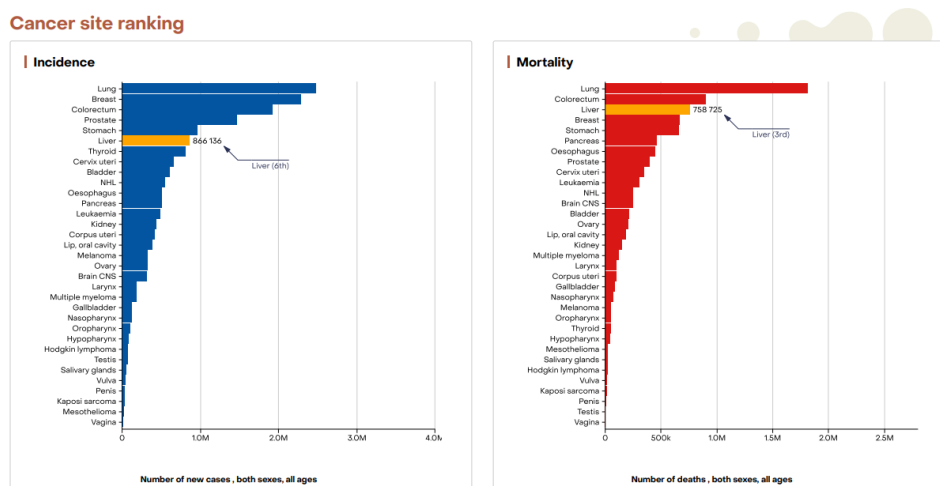 Cancer site ranking
Incidence
Lung
Breast
Colorectum
Prostate
Stomach
Liver
866 136
Thyroid
Cervix uteri
Liver (6th)
Bladder
NHL
Oesophagus
Pancreas
Leukaemia
Kidney
Corpus uteri
Lip, oral cavity
Melanoma
Ovary
Brain CNS
Larynx
Multiple myeloma
Gallbladder
Nasopharynx
Oropharynx
Hypopharynx
Hodgkin lymphoma
Testis
Salivary glands
Vulva
Penis
Kaposi sarcoma
Mesothelioma
Vagina
0 1.0M 2.0M 3.0M 4.0M
Number of new cases , both sexes, all ages
Mortality
Lung
Colorectum
Liver
758 725
Breast
Stomach
Liver (3rd)
Pancreas
Oesophagus
Prostate
Cervix uteri
Leukaemia
NHL
Brain CNS
Bladder
Ovary
Lip, oral cavity
Kidney
Multiple myeloma
Larynx
Corpus uteri
Gallbladder
Nasopharynx
Melanoma
Oropharynx
Thyroid
Hypopharynx
Mesothelioma
Salivary glands
Hodgkin lymphoma
Vulva
Kaposi sarcoma
Penis
Testis
Vagina
0 500k 1.0M 1.5M 2.0M 2.5M
Number of deaths , both sexes, all ages